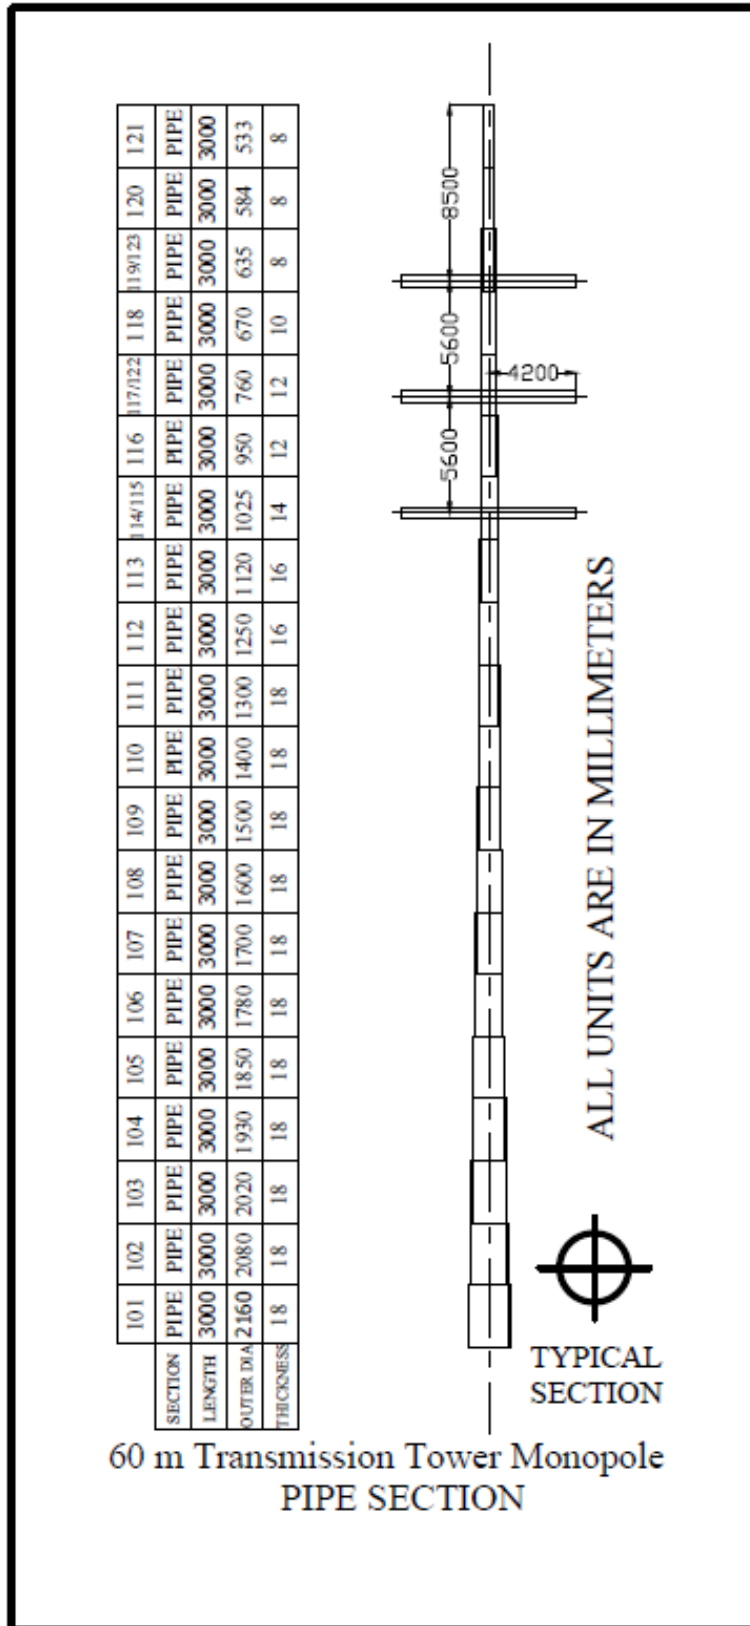 121 PIPE 3000 533 8
120 PIPE 3000 584 8
119/123 PIPE 3000 635 8
118 PIPE 3000 670 10
117/122 PIPE 3000 760 12
116 PIPE 3000 950 12
114/115 PIPE 3000 1025 14
113 PIPE 3000 1120 16
112 PIPE 3000 1250 16
111 PIPE 3000 1300 18
110 PIPE 3000 1400 18
109 PIPE 3000 1500 18
108 PIPE 3000 1600 18
107 PIPE 3000 1700 18
106 PIPE 3000 1780 18
105 PIPE 3000 1850 18
104 PIPE 3000 1930 18
103 PIPE 3000 2020 18
102 PIPE 3000 2080 18
101 PIPE 3000 2160 18
SECTION LENGTH OUTER DIA THICKNESS
8500
5600
4200
5600
ALL UNITS ARE IN MILLIMETERS
TYPICAL
SECTION
60 m Transmission Tower Monopole
PIPE SECTION